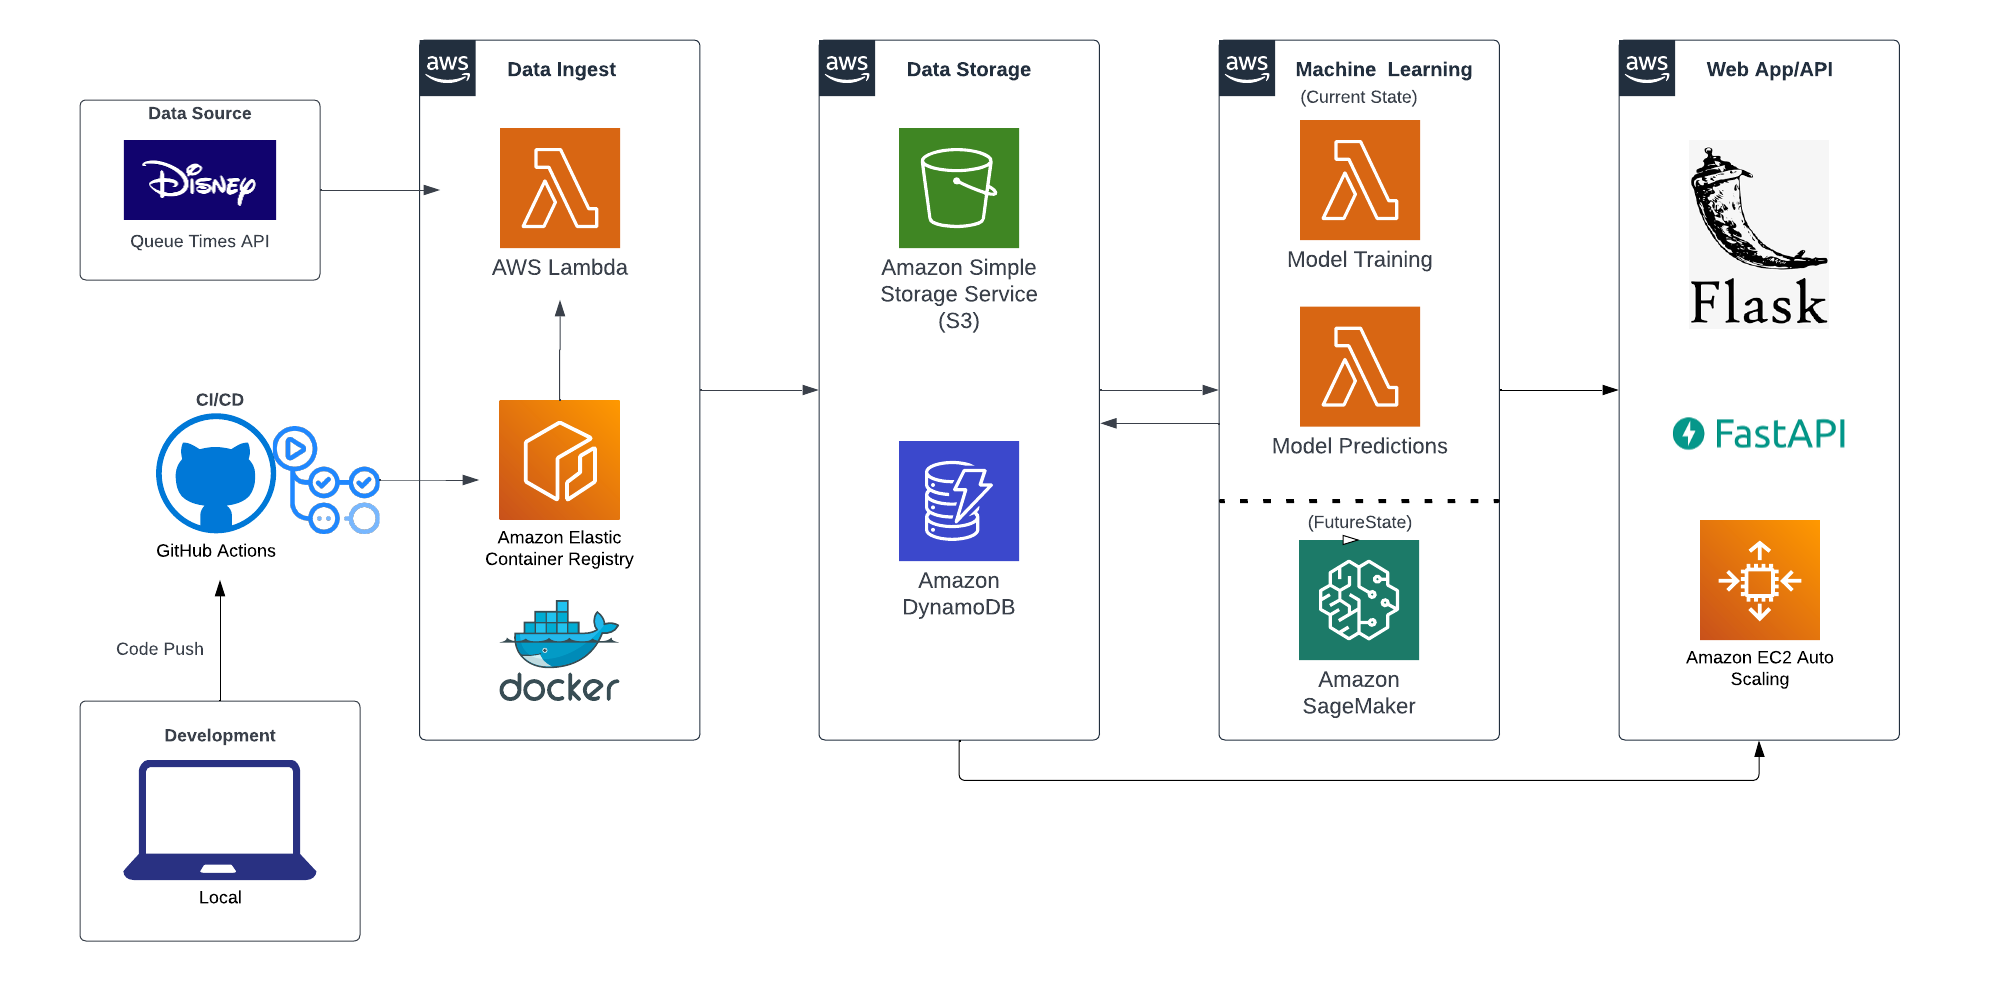 Data Source
Disney
Queue Times API
CI/CD
GitHub Actions
Code Push
Development
Local
aws
Data Ingest
AWS Lambda
Amazon Elastic
Container Registry
docker
aws
Data Storage
Amazon Simple
Storage Service
(S3)
Amazon
DynamoDB
aws
Machine Learning
(Current State)
Model Training
Model Predictions
(FutureState)
Amazon
SageMaker
aws
Web App/API
Flask
FastAPI
Amazon EC2 Auto
Scaling